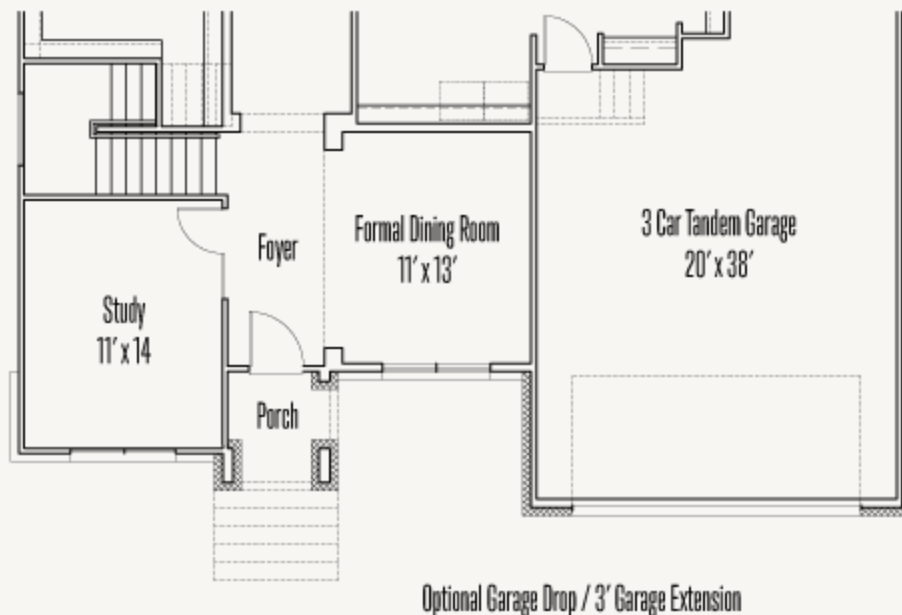 Foyer
Formal Dining Room
11' x 13'
3 Car Tandem Garage
20' x 38'
Study
11' x 14
Porch
Optional Garage Drop / 3' Garage Extension